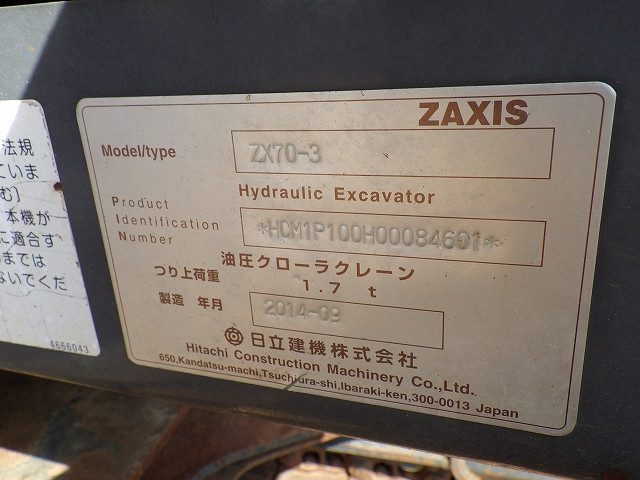 ZAXIS
Model/type ZX70-3
Hydraulic Excavator
Product
Identification
Number
*HCM1P100H00084601*
油圧クローラクレーン
つり上荷重 1.7 t
製造 年月 2014-09
日立建機株式会社
Hitachi Construction Machinery Co.,Ltd.
650,Kandatsu-machi,Tsuchiura-shi,Ibaraki-ken,300-0013 Japan
法規
ていま
む]
本機が
に適合す
までは
ないでくだ
4666043